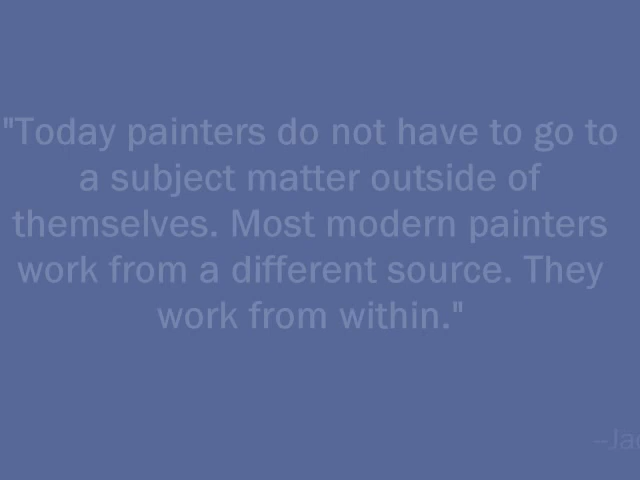 "Today painters do not have to go to
a subject matter outside of
themselves. Most modern painters
work from a different source. They
work from within."
–Jac